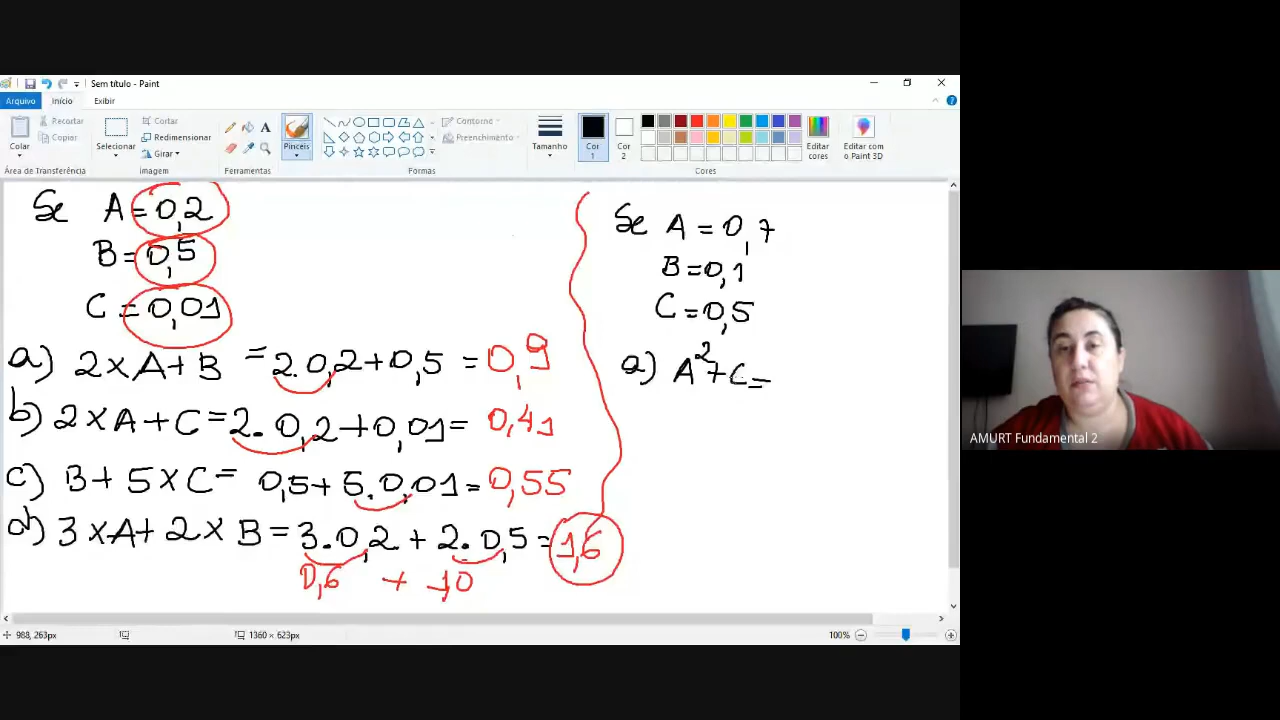 Sem título - Paint
Arquivo Início Exibir
Colar
Recortar
Copiar
Área de Transferência
Selecionar
Cortar
Redimensionar
Girar
Imagem
A
Ferramentas
Pincéis
Contorno
Preenchimento
Formas
Tamanho
Cor 1
Cor 2
Cores
Editar cores
Editar com o Paint 3D
Se A = 0,2
B = 0,5
C = 0,01
a) 2 x A + B = 2.0,2 + 0,5 = 0,9
b) 2 x A + C = 2.0,2 + 0,01 = 0,41
c) B + 5 x C = 0,5 + 5.0,01 = 0,55
d) 3 x A + 2 x B = 3.0,2 + 2.0,5 = 1,6
0,6 + 1,0
Se A = 0,7
B = 0,1
C = 0,5
a) A² + C =
AMURT Fundamental 2
988, 263px
1360 × 623px
100%